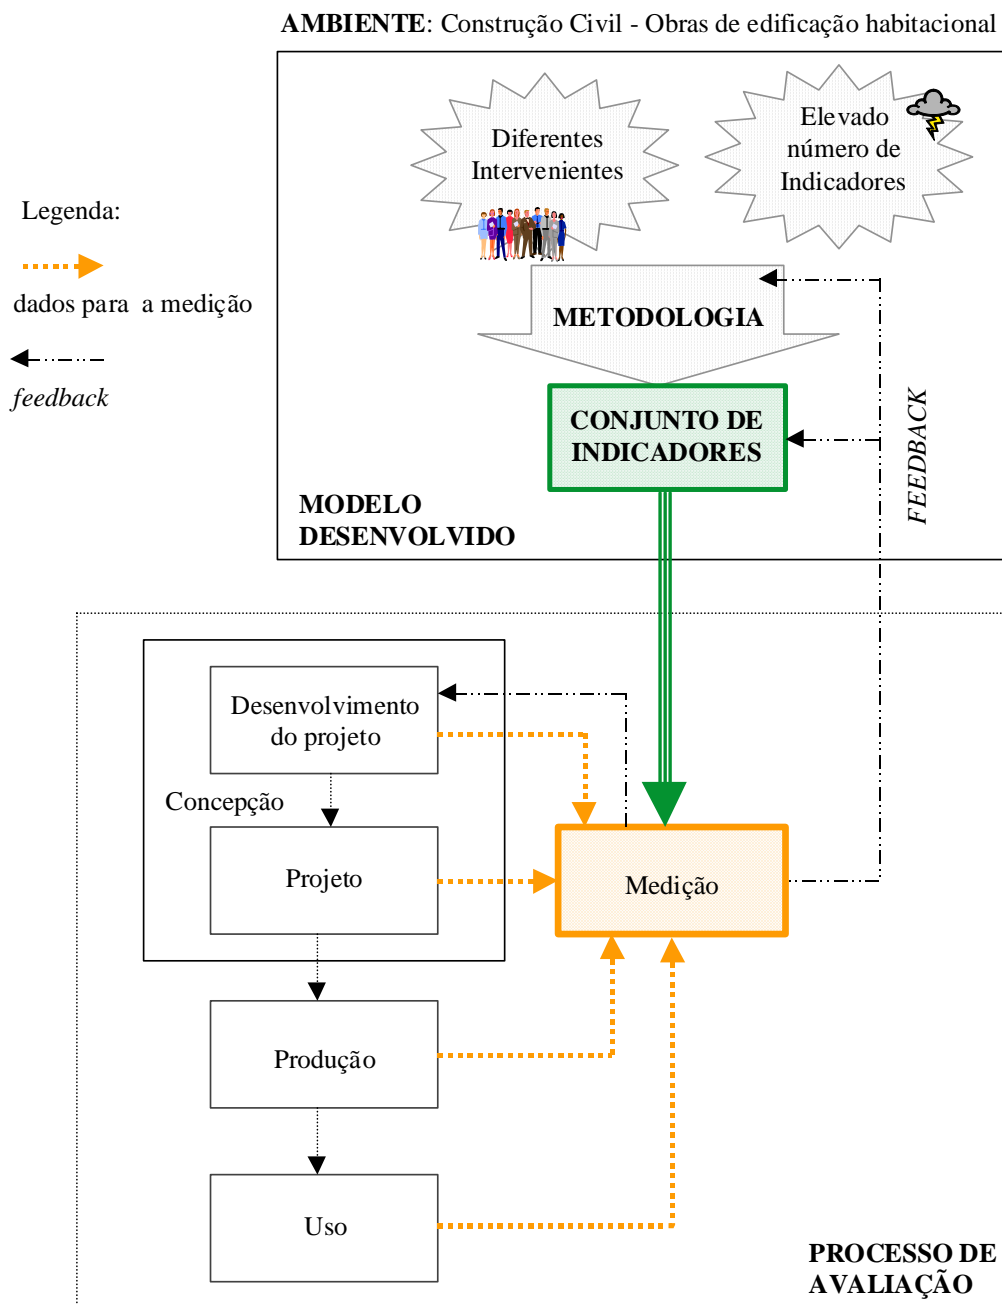 AMBIENTE: Construção Civil - Obras de edificação habitacional
Diferentes
Intervenientes
Elevado
número de
Indicadores
Legenda:
dados para a medição
feedback
METODOLOGIA
CONJUNTO DE
INDICADORES
FEEDBACK
MODELO
DESENVOLVIDO
Desenvolvimento
do projeto
Concepção
Projeto
Medição
Produção
Uso
PROCESSO DE
AVALIAÇÃO